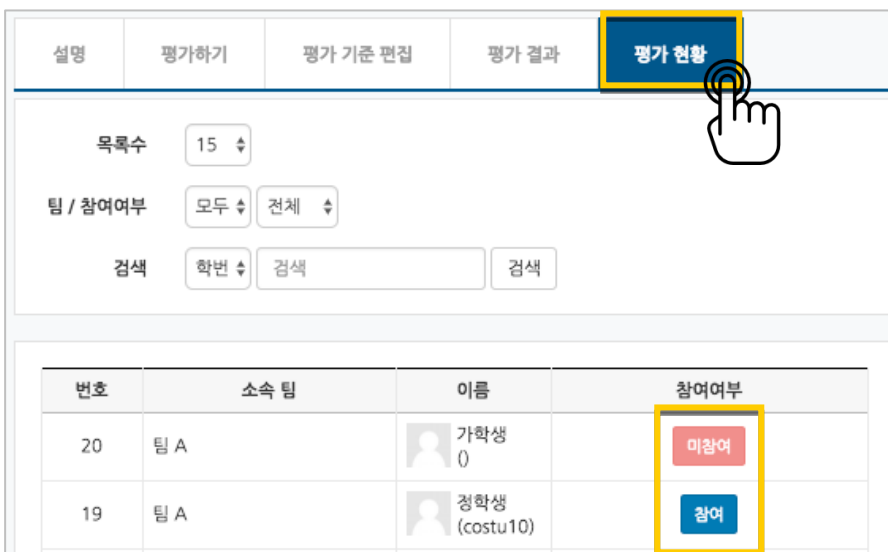 설명 평가하기 평가 기준 편집 평가 결과 평가 현황
목록수 15
팀 / 참여여부 모두 전체
검색 학번 검색 검색
번호 소속 팀 이름 참여여부
20 팀 A 가학생 미참여
()
19 팀 A 정학생 참여
(costu10)